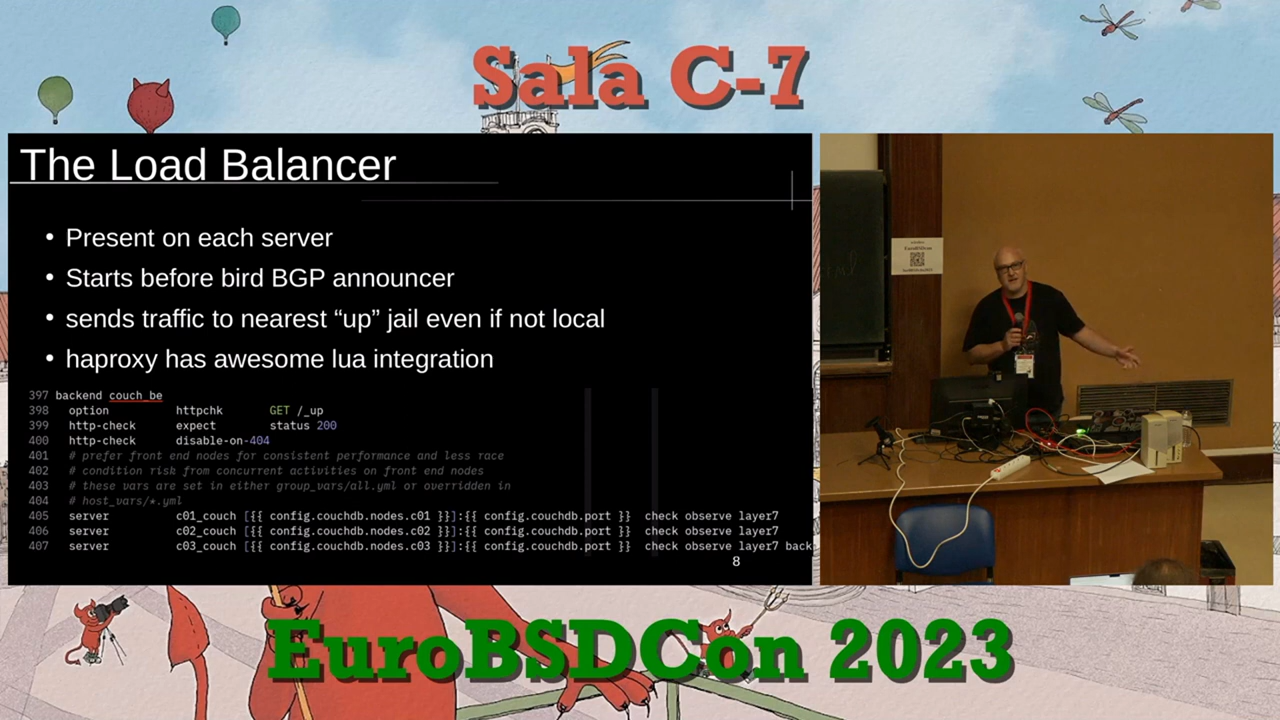 Sala C-7
The Load Balancer
• Present on each server
• Starts before bird BGP announcer
• sends traffic to nearest “up” jail even if not local
• haproxy has awesome lua integration
397 backend couch_be
398 option httpchk GET /_up
399 http-check expect status 200
400 http-check disable-on-404
401 # prefer front end nodes for consistent performance and less race
402 # condition risk from concurrent activities on front end nodes
403 # these vars are set in either group_vars/all.yml or overridden in
404 # host_vars/*.yml
405 server c01_couch [{{ config.couchdb.nodes.c01 }}]:{{ config.couchdb.port }} check observe layer7
406 server c02_couch [{{ config.couchdb.nodes.c02 }}]:{{ config.couchdb.port }} check observe layer7
407 server c03_couch [{{ config.couchdb.nodes.c03 }}]:{{ config.couchdb.port }} check observe layer7 back
8
EuroBSDCon 2023